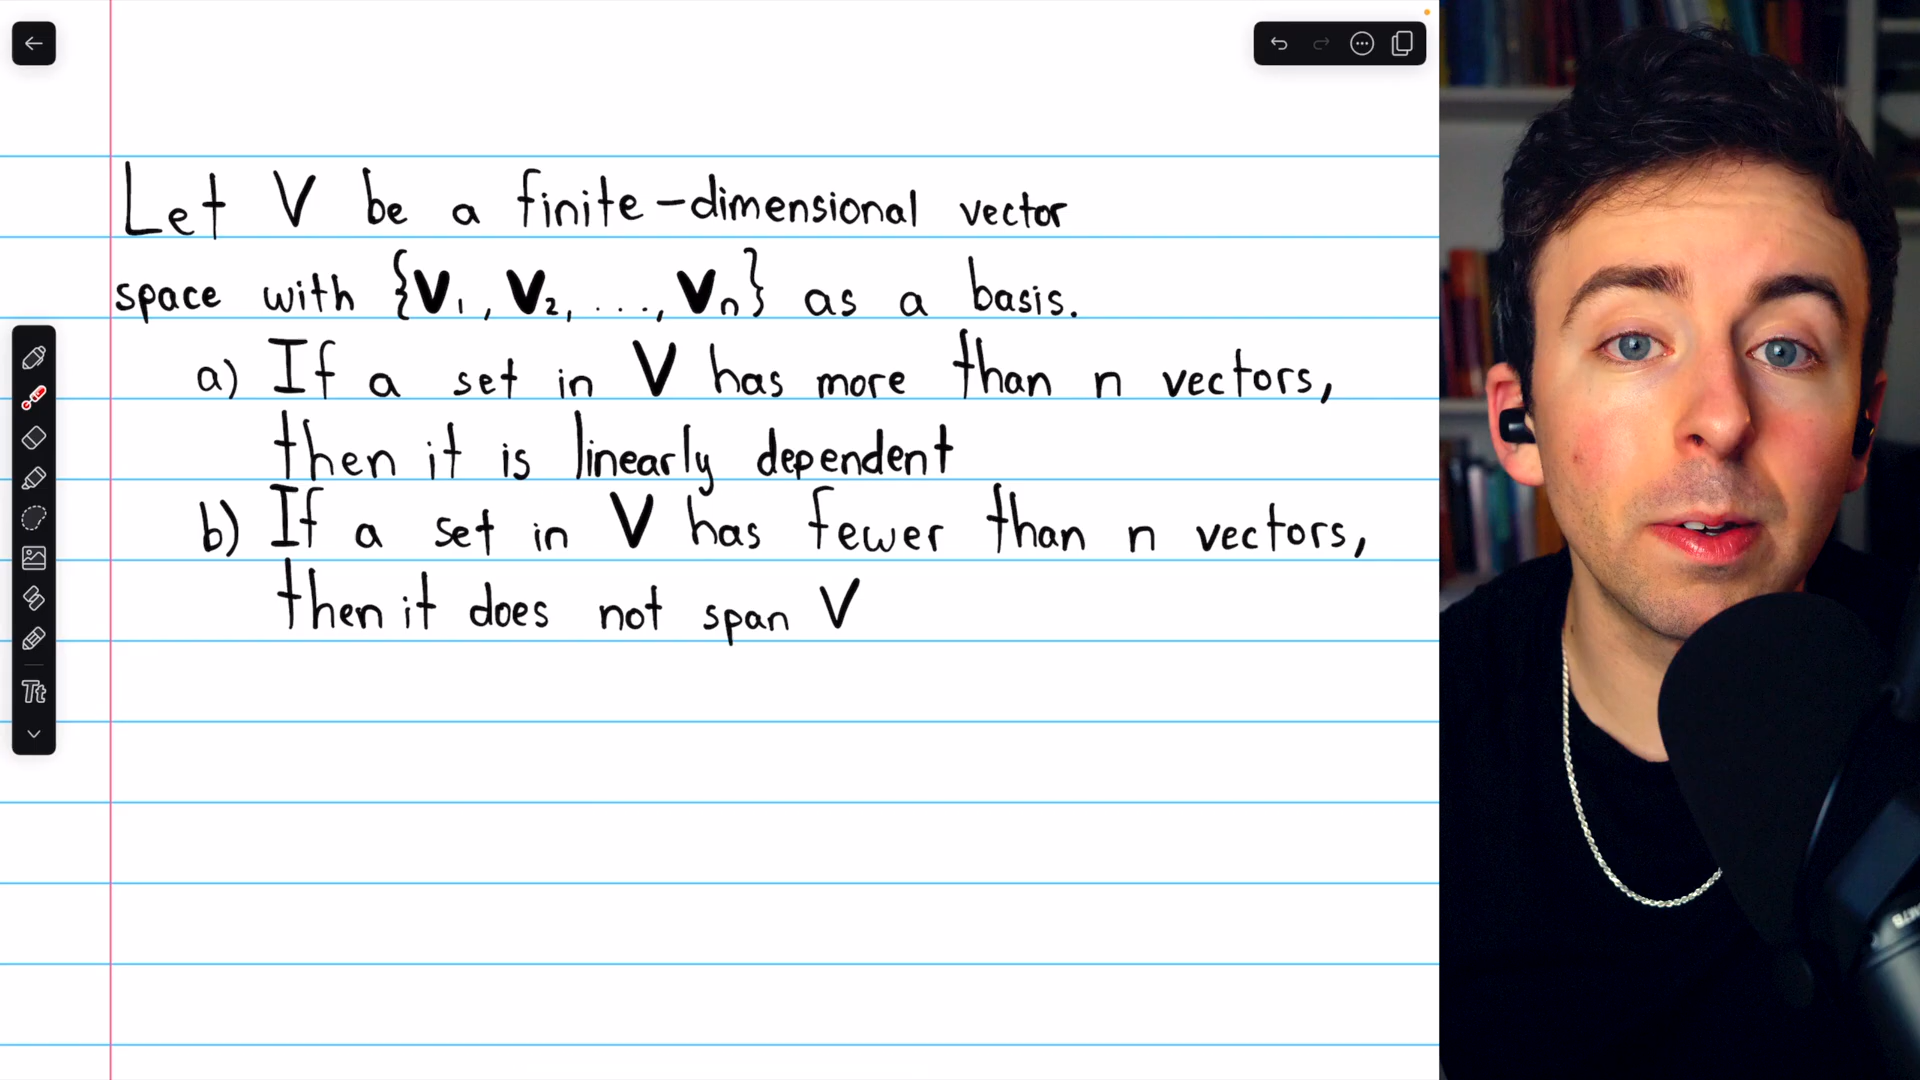 Let V be a finite-dimensional vector
space with {v₁, v₂, ..., vₙ} as a basis.
a) If a set in V has more than n vectors,
then it is linearly dependent
b) If a set in V has fewer than n vectors,
then it does not span V
Tt